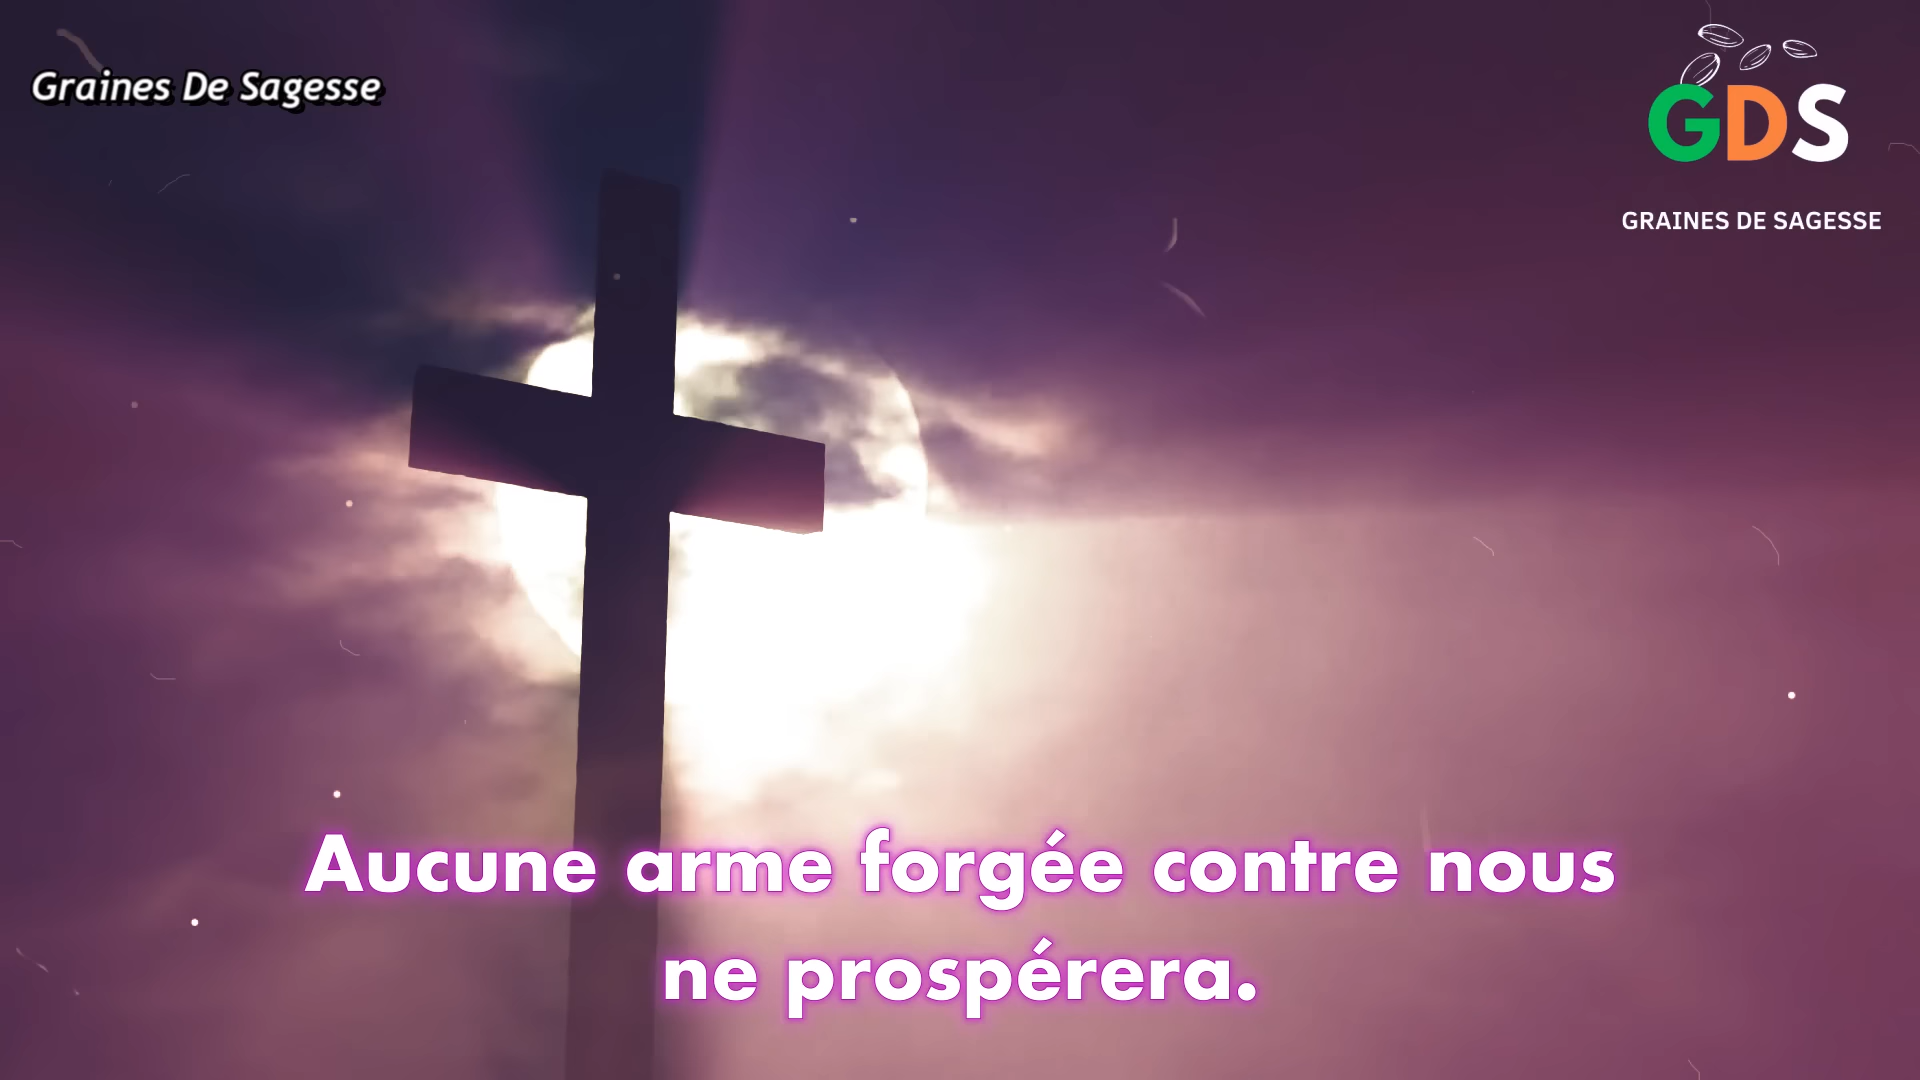 Graines De Sagesse
GDS
GRAINES DE SAGESSE
Aucune arme forgée contre nous
ne prospérera.